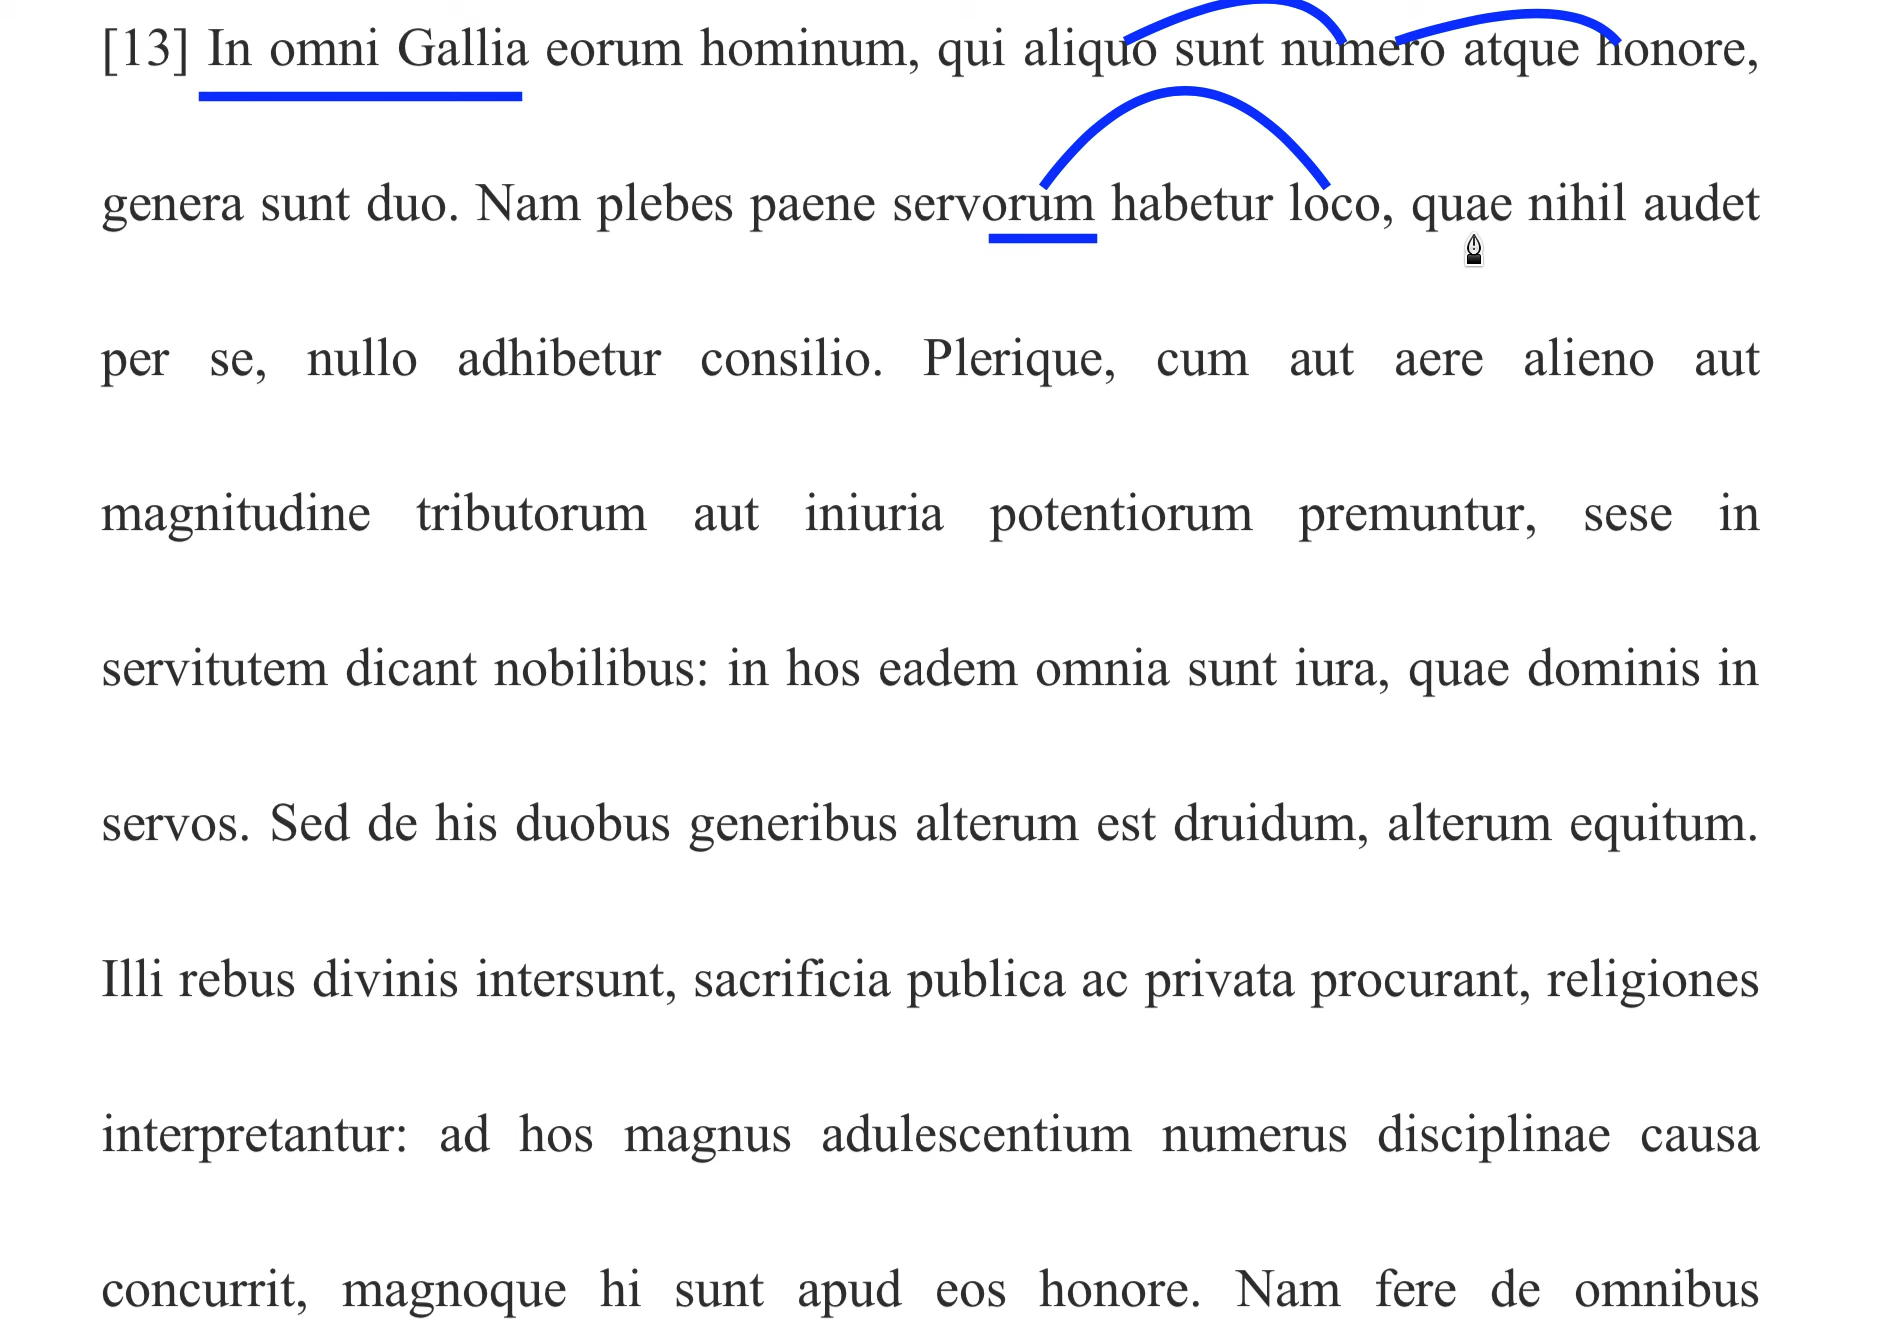 [13] In omni Gallia eorum hominum, qui aliquo sunt numero atque honore,
genera sunt duo. Nam plebes paene servorum habetur loco, quae nihil audet
per se, nullo adhibetur consilio. Plerique, cum aut aere alieno aut
magnitudine tributorum aut iniuria potentiorum premuntur, sese in
servitutem dicant nobilibus: in hos eadem omnia sunt iura, quae dominis in
servos. Sed de his duobus generibus alterum est druidum, alterum equitum.
Illi rebus divinis intersunt, sacrificia publica ac privata procurant, religiones
interpretantur: ad hos magnus adulescentium numerus disciplinae causa
concurrit, magnoque hi sunt apud eos honore. Nam fere de omnibus